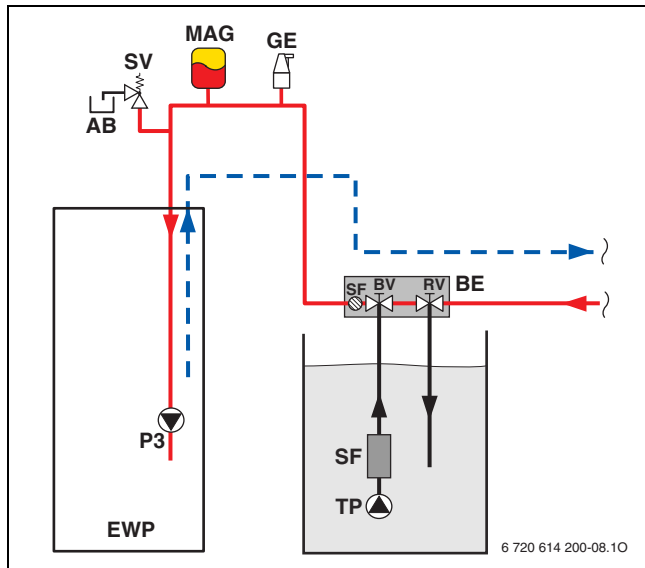 MAG
GE
SV
AB
SF
BV
RV
BE
P3
SF
TP
EWP
6 720 614 200-08.1O